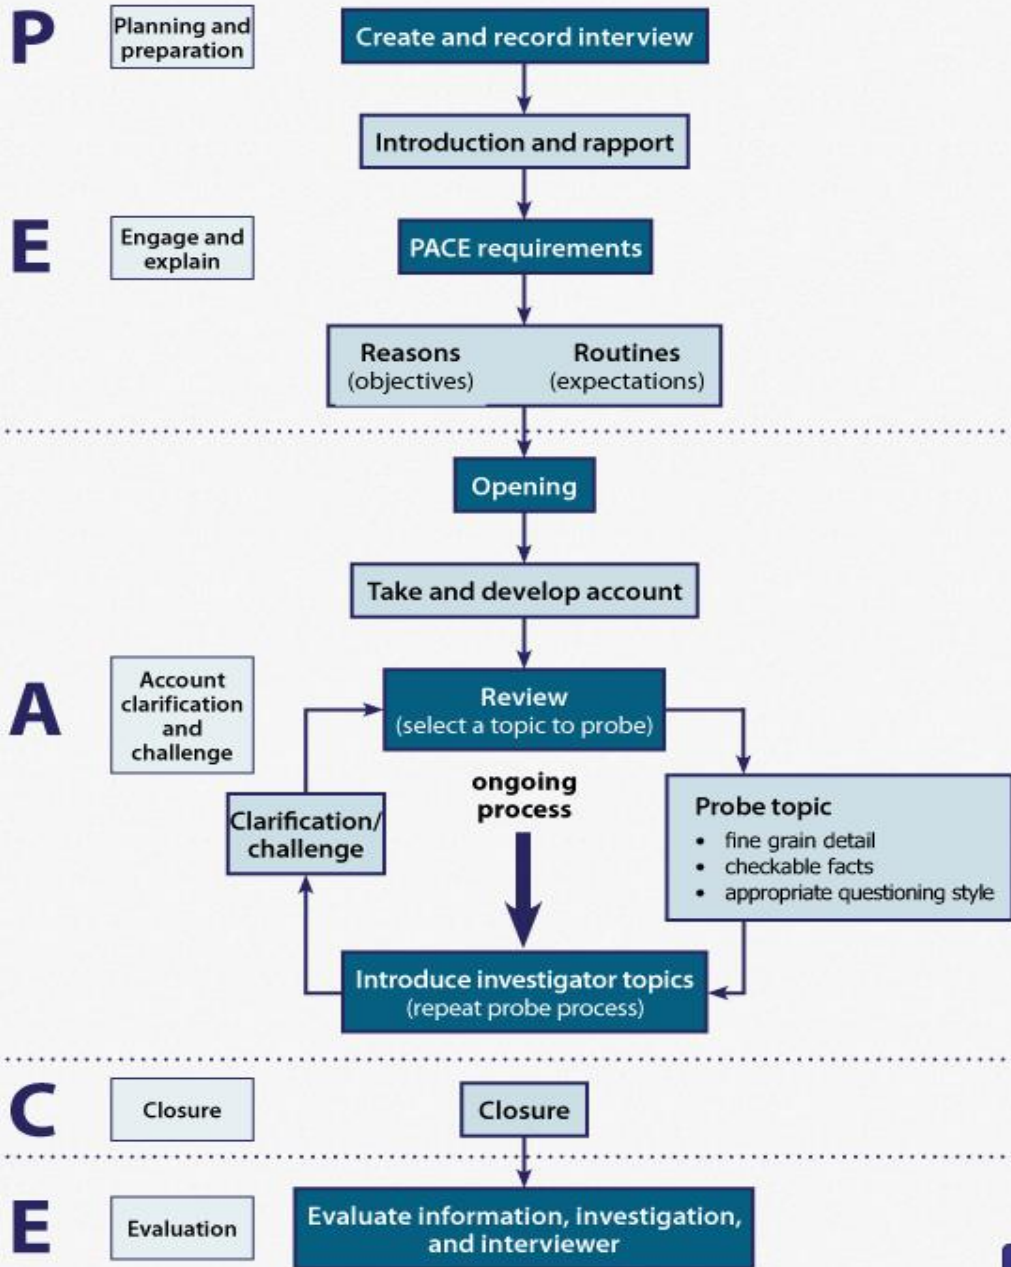 P
Planning and
preparation
Create and record interview
Introduction and rapport
E
Engage and
explain
PACE requirements
Reasons
(objectives)
Routines
(expectations)
Opening
Take and develop account
A
Account
clarification
and
challenge
Review
(select a topic to probe)
ongoing
process
Clarification/
challenge
Probe topic
• fine grain detail
• checkable facts
• appropriate questioning style
Introduce investigator topics
(repeat probe process)
C
Closure
Closure
E
Evaluation
Evaluate information, investigation,
and interviewer